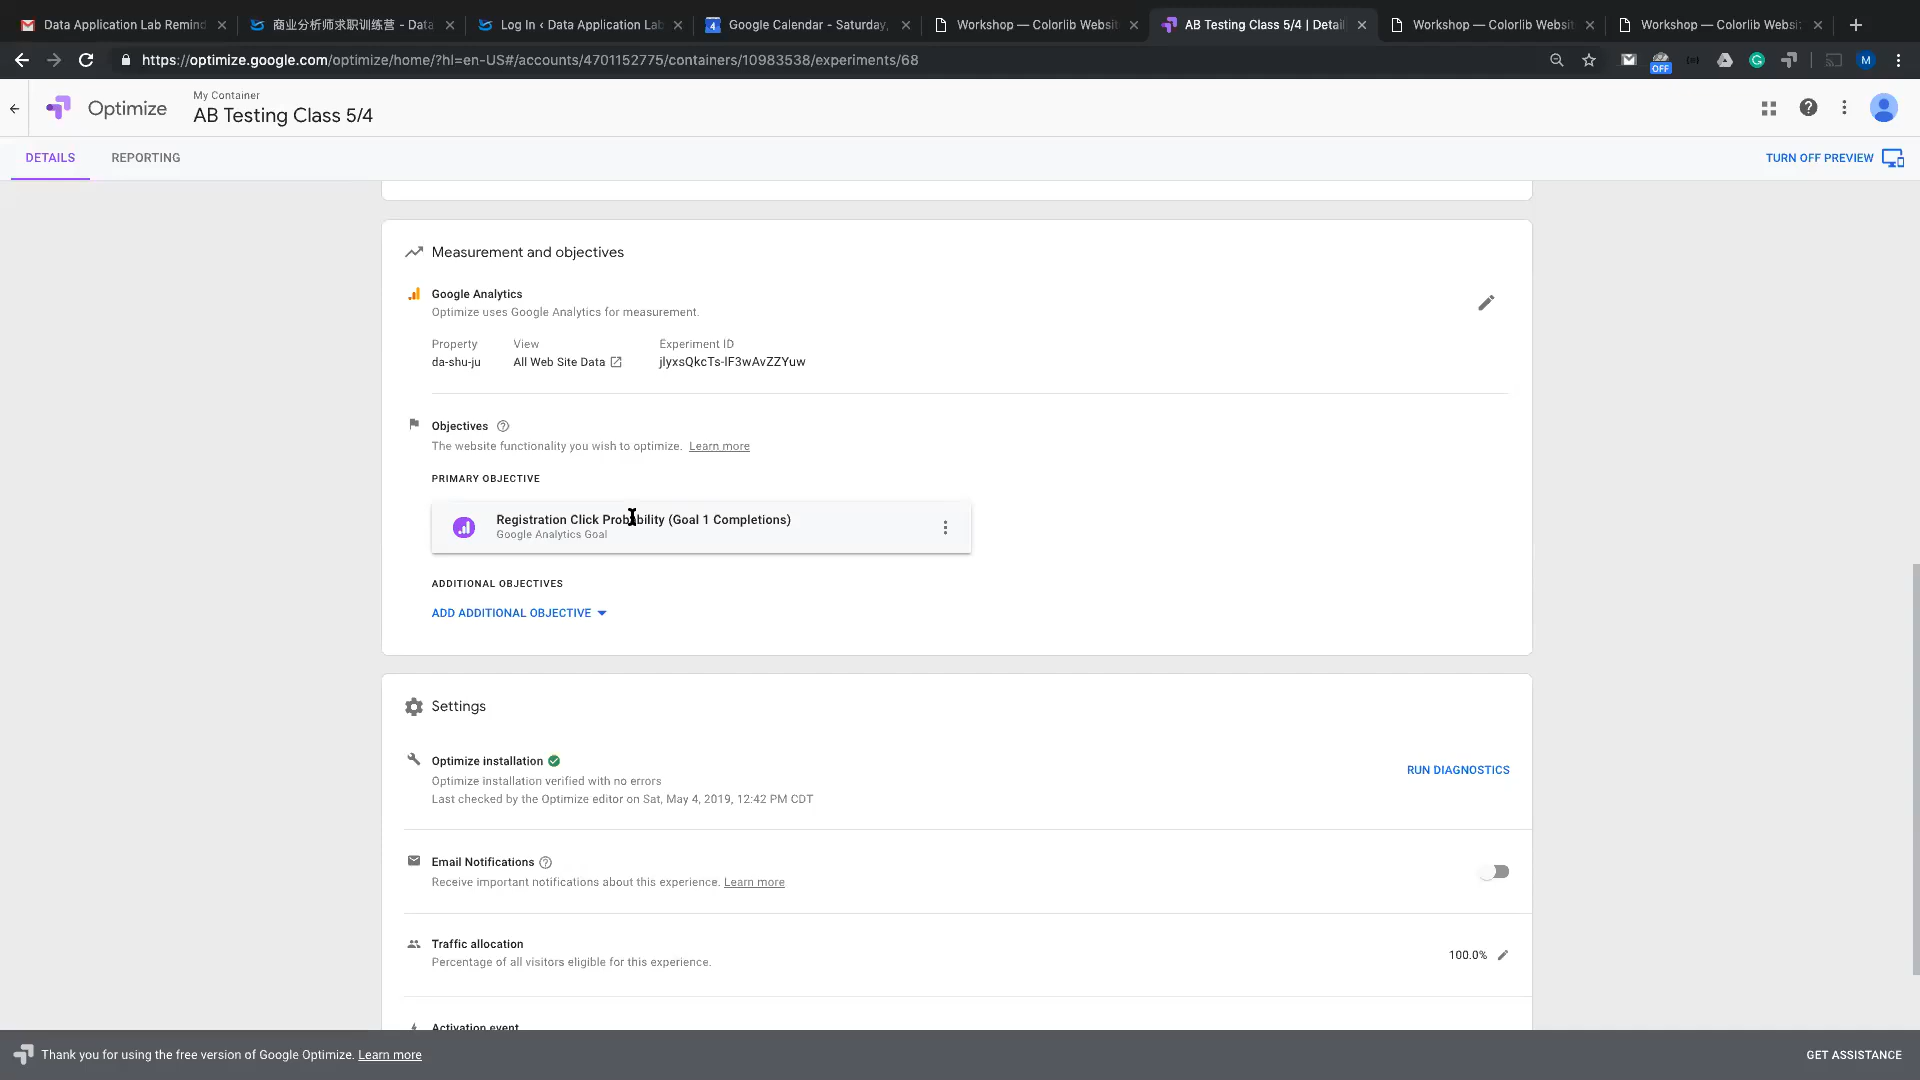 Data Application Lab Remind
商业分析师求职训练营 - Data
Log In ‹ Data Application Lab
Google Calendar - Saturday,
Workshop — Colorlib Websit
AB Testing Class 5/4 | Detail
Workshop — Colorlib Websit
Workshop — Colorlib Websit
https://optimize.google.com/optimize/home/?hl=en-US#/accounts/4701152775/containers/10983538/experiments/68
OFF
M
Optimize
My Container
AB Testing Class 5/4
DETAILS
REPORTING
TURN OFF PREVIEW
Measurement and objectives
Google Analytics
Optimize uses Google Analytics for measurement.
Property View Experiment ID
da-shu-ju All Web Site Data jlyxsQkcTs-lF3wAvZZYuw
Objectives
The website functionality you wish to optimize. Learn more
PRIMARY OBJECTIVE
Registration Click Probability (Goal 1 Completions)
Google Analytics Goal
ADDITIONAL OBJECTIVES
ADD ADDITIONAL OBJECTIVE
Settings
Optimize installation
Optimize installation verified with no errors
Last checked by the Optimize editor on Sat, May 4, 2019, 12:42 PM CDT
RUN DIAGNOSTICS
Email Notifications
Receive important notifications about this experience. Learn more
Traffic allocation
Percentage of all visitors eligible for this experience.
100.0%
Activation event
Thank you for using the free version of Google Optimize. Learn more
GET ASSISTANCE